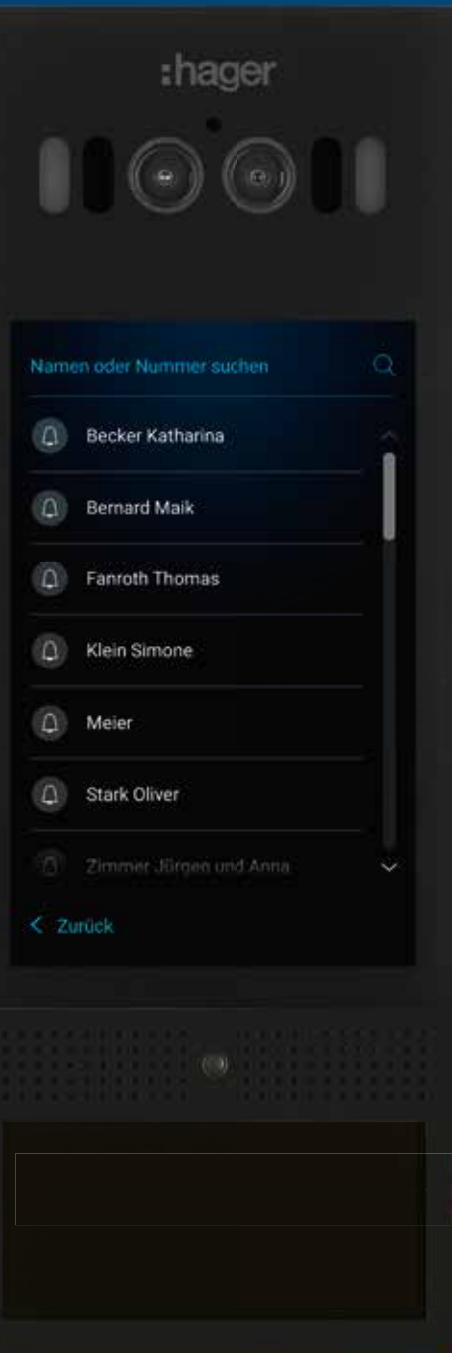 :hager
Namen oder Nummer suchen
Becker Katharina
Bernard Maik
Fanroth Thomas
Klein Simone
Meier
Stark Oliver
Zimmer Jürgen und Anna
Zurück